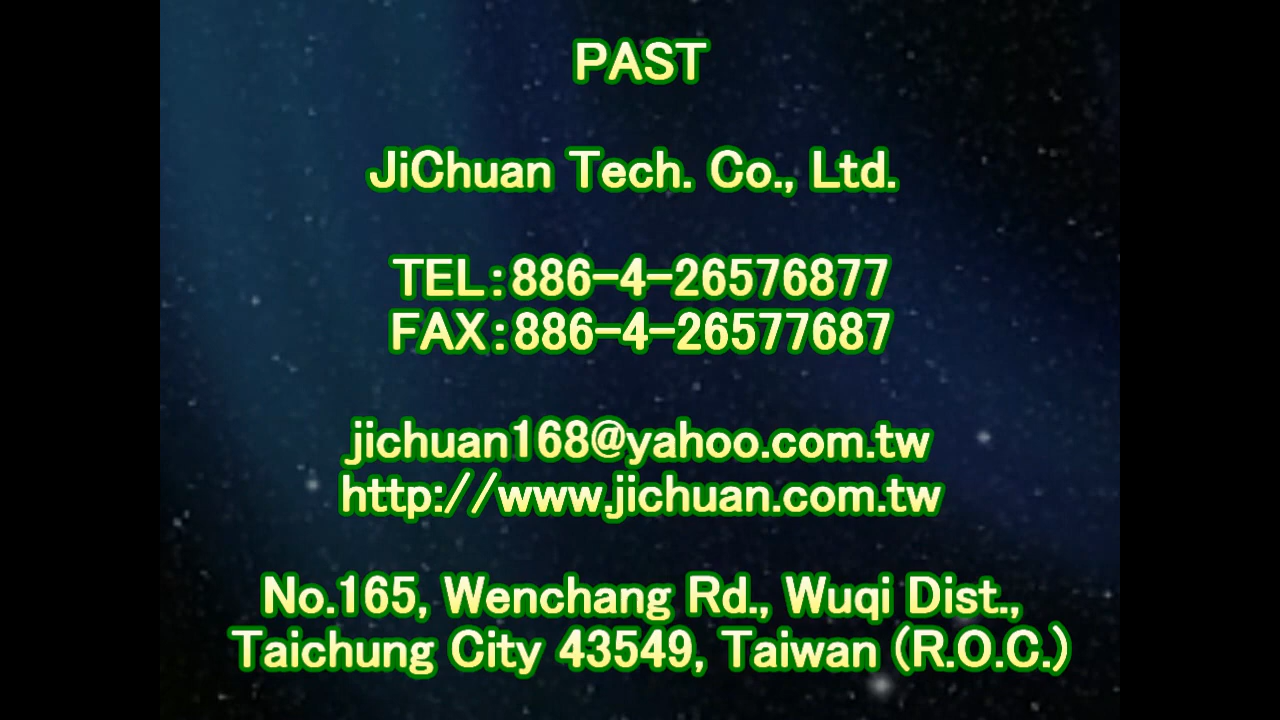 PAST
JiChuan Tech. Co., Ltd.
TEL:886-4-26576877
FAX:886-4-26577687
jichuan168@yahoo.com.tw
http://www.jichuan.com.tw
No.165, Wenchang Rd., Wuqi Dist.,
Taichung City 43549, Taiwan (R.O.C.)